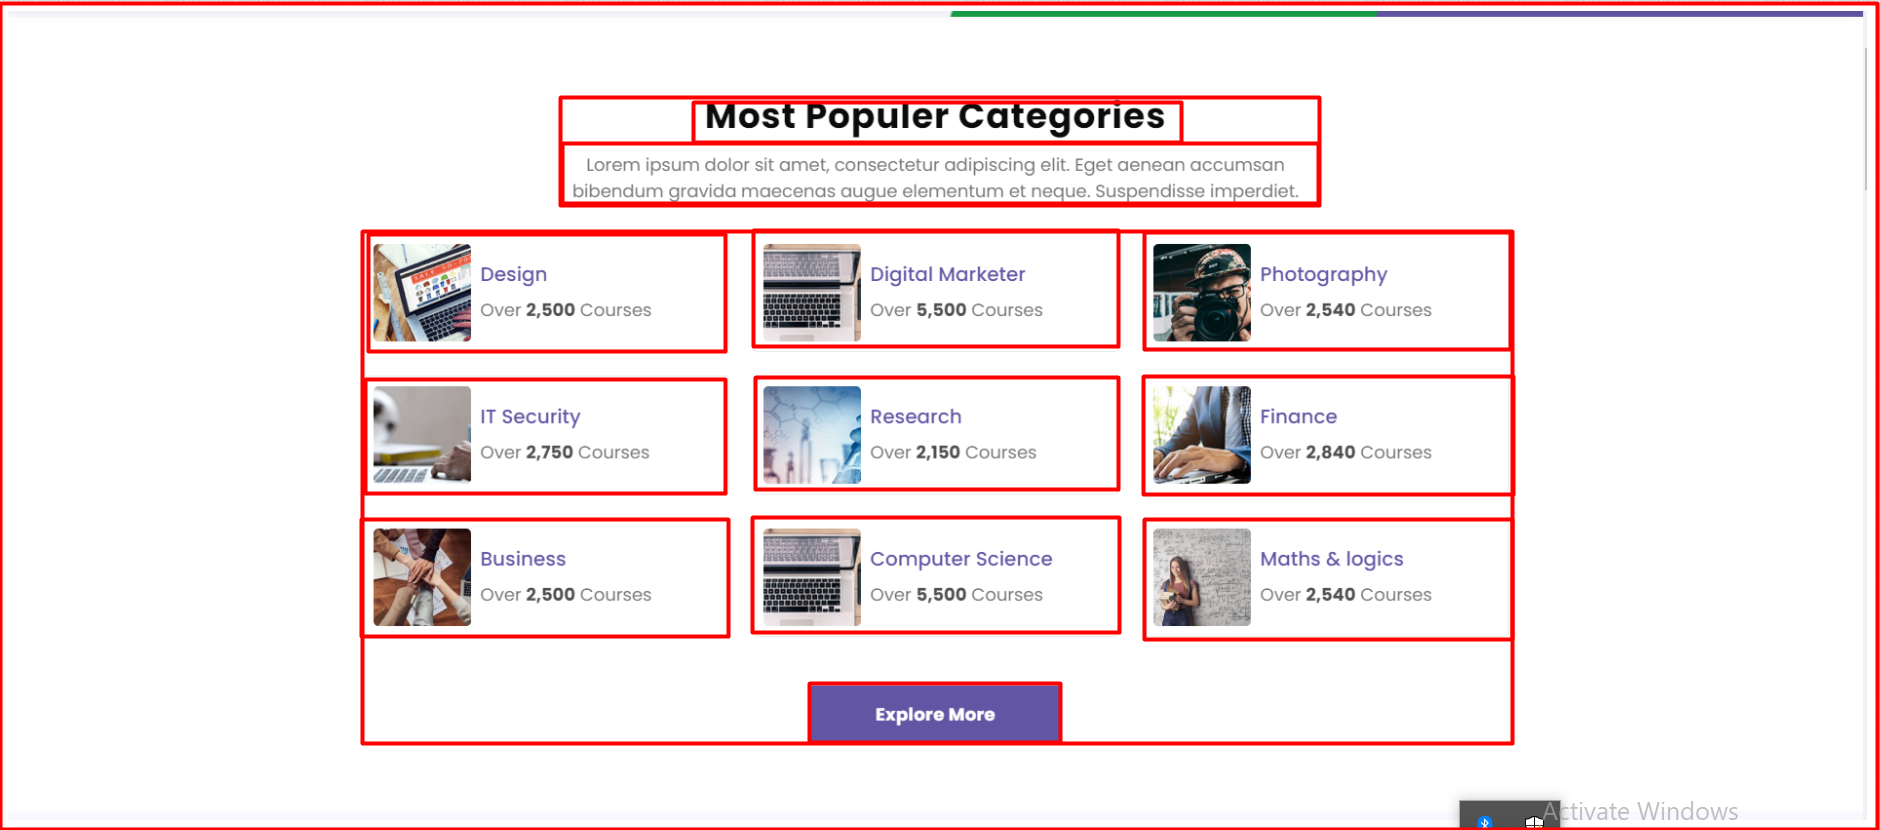 Most Populer Categories
Lorem ipsum dolor sit amet, consectetur adipiscing elit. Eget aenean accumsan
bibendum gravida maecenas augue elementum et neque. Suspendisse imperdiet.
Design
Over 2,500 Courses
Digital Marketer
Over 5,500 Courses
Photography
Over 2,540 Courses
IT Security
Over 2,750 Courses
Research
Over 2,150 Courses
Finance
Over 2,840 Courses
Business
Over 2,500 Courses
Computer Science
Over 5,500 Courses
Maths & logics
Over 2,540 Courses
Explore More
Activate Windows